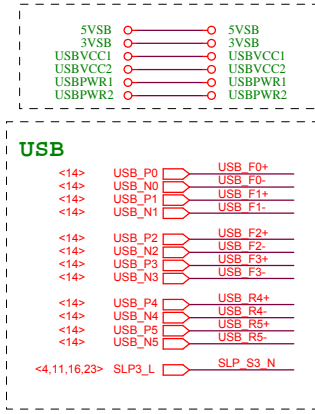 5VSB 5VSB
3VSB 3VSB
USBVCC1 USBVCC1
USBVCC2 USBVCC2
USBPWR1 USBPWR1
USBPWR2 USBPWR2
USB
<14> USB_P0 USB_F0+
<14> USB_N0 USB_F0-
<14> USB_P1 USB_F1+
<14> USB_N1 USB_F1-
<14> USB_P2 USB_F2+
<14> USB_N2 USB_F2-
<14> USB_P3 USB_F3+
<14> USB_N3 USB_F3-
<14> USB_P4 USB_R4+
<14> USB_N4 USB_R4-
<14> USB_P5 USB_R5+
<14> USB_N5 USB_R5-
<4,11,16,23> SLP3_L SLP_S3_N